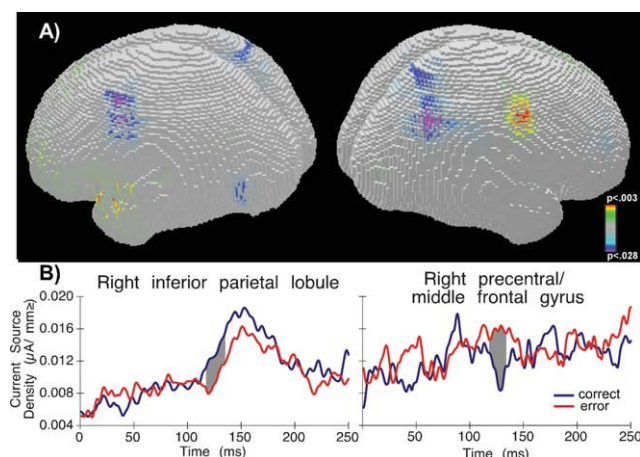 A)
p<.003
p<.028
B)
Right inferior parietal lobule
Right precentral/
middle frontal gyrus
Current Source
Density (μA/ mm≥)
0.020
0.016
0.012
0.008
0.004
0 50 100 150 200 250
Time (ms)
correct
error
0 50 100 150 200 250
Time (ms)